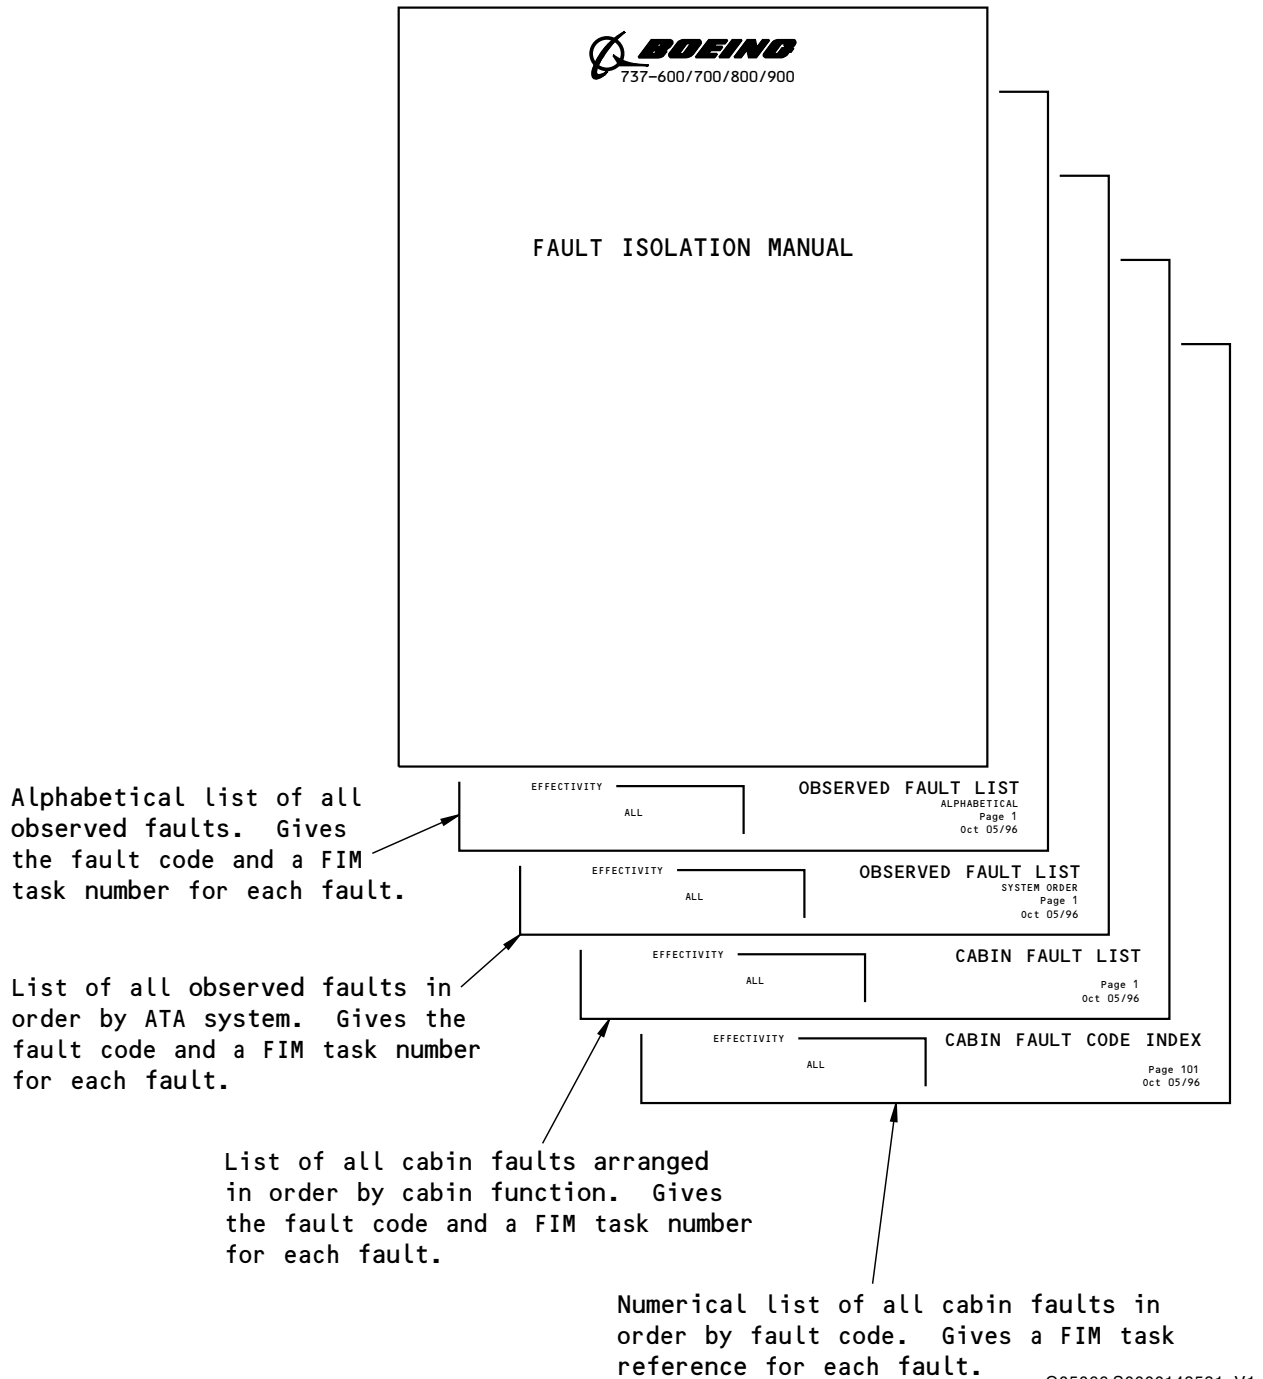 BOEING
737-600/700/800/900
FAULT ISOLATION MANUAL
Alphabetical list of all
observed faults. Gives
the fault code and a FIM
task number for each fault.
EFFECTIVITY
ALL
OBSERVED FAULT LIST
ALPHABETICAL
Page 1
Oct 05/96
EFFECTIVITY
ALL
OBSERVED FAULT LIST
SYSTEM ORDER
Page 1
Oct 05/96
List of all observed faults in
order by ATA system. Gives the
fault code and a FIM task number
for each fault.
EFFECTIVITY
ALL
CABIN FAULT LIST
Page 1
Oct 05/96
EFFECTIVITY
ALL
CABIN FAULT CODE INDEX
Page 101
Oct 05/96
List of all cabin faults arranged
in order by cabin function. Gives
the fault code and a FIM task number
for each fault.
Numerical list of all cabin faults in
order by fault code. Gives a FIM task
reference for each fault.